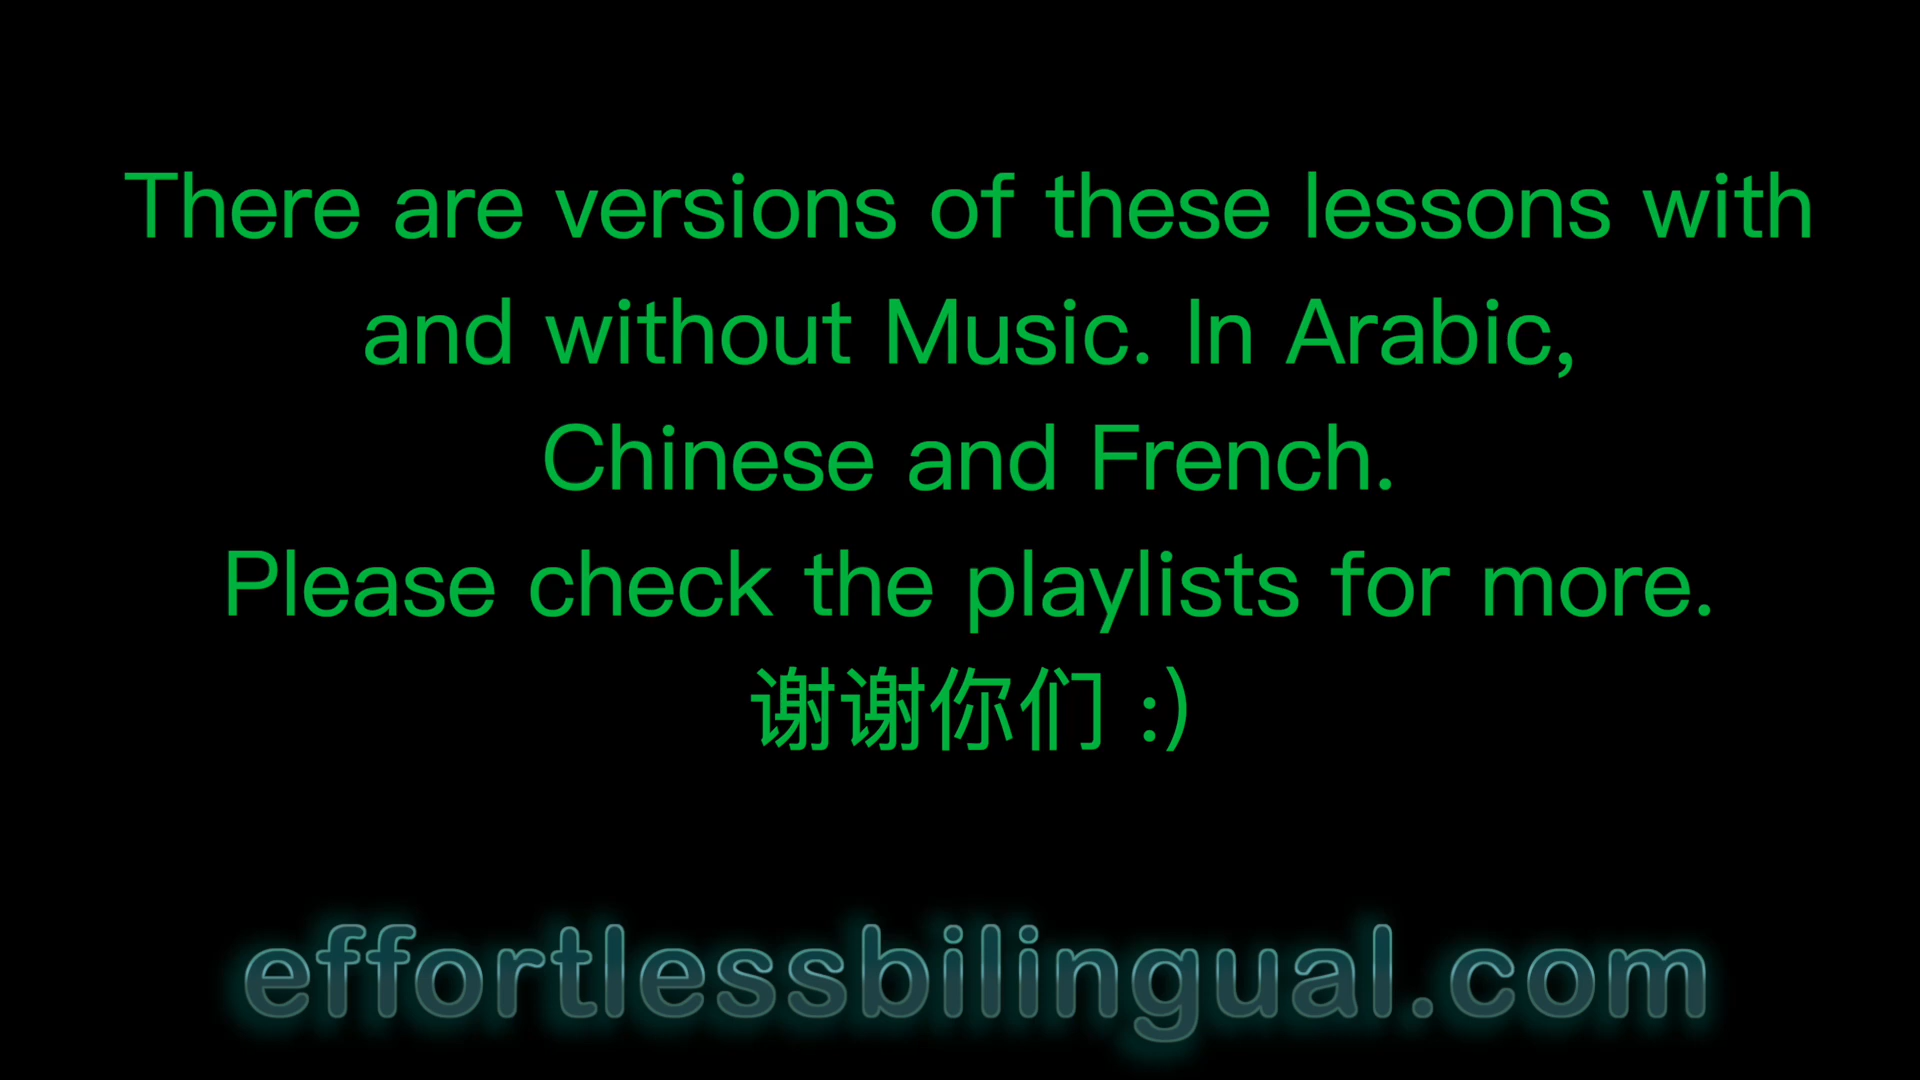 There are versions of these lessons with
and without Music. In Arabic,
Chinese and French.
Please check the playlists for more.
谢谢你们 :)
effortlessbilingual.com